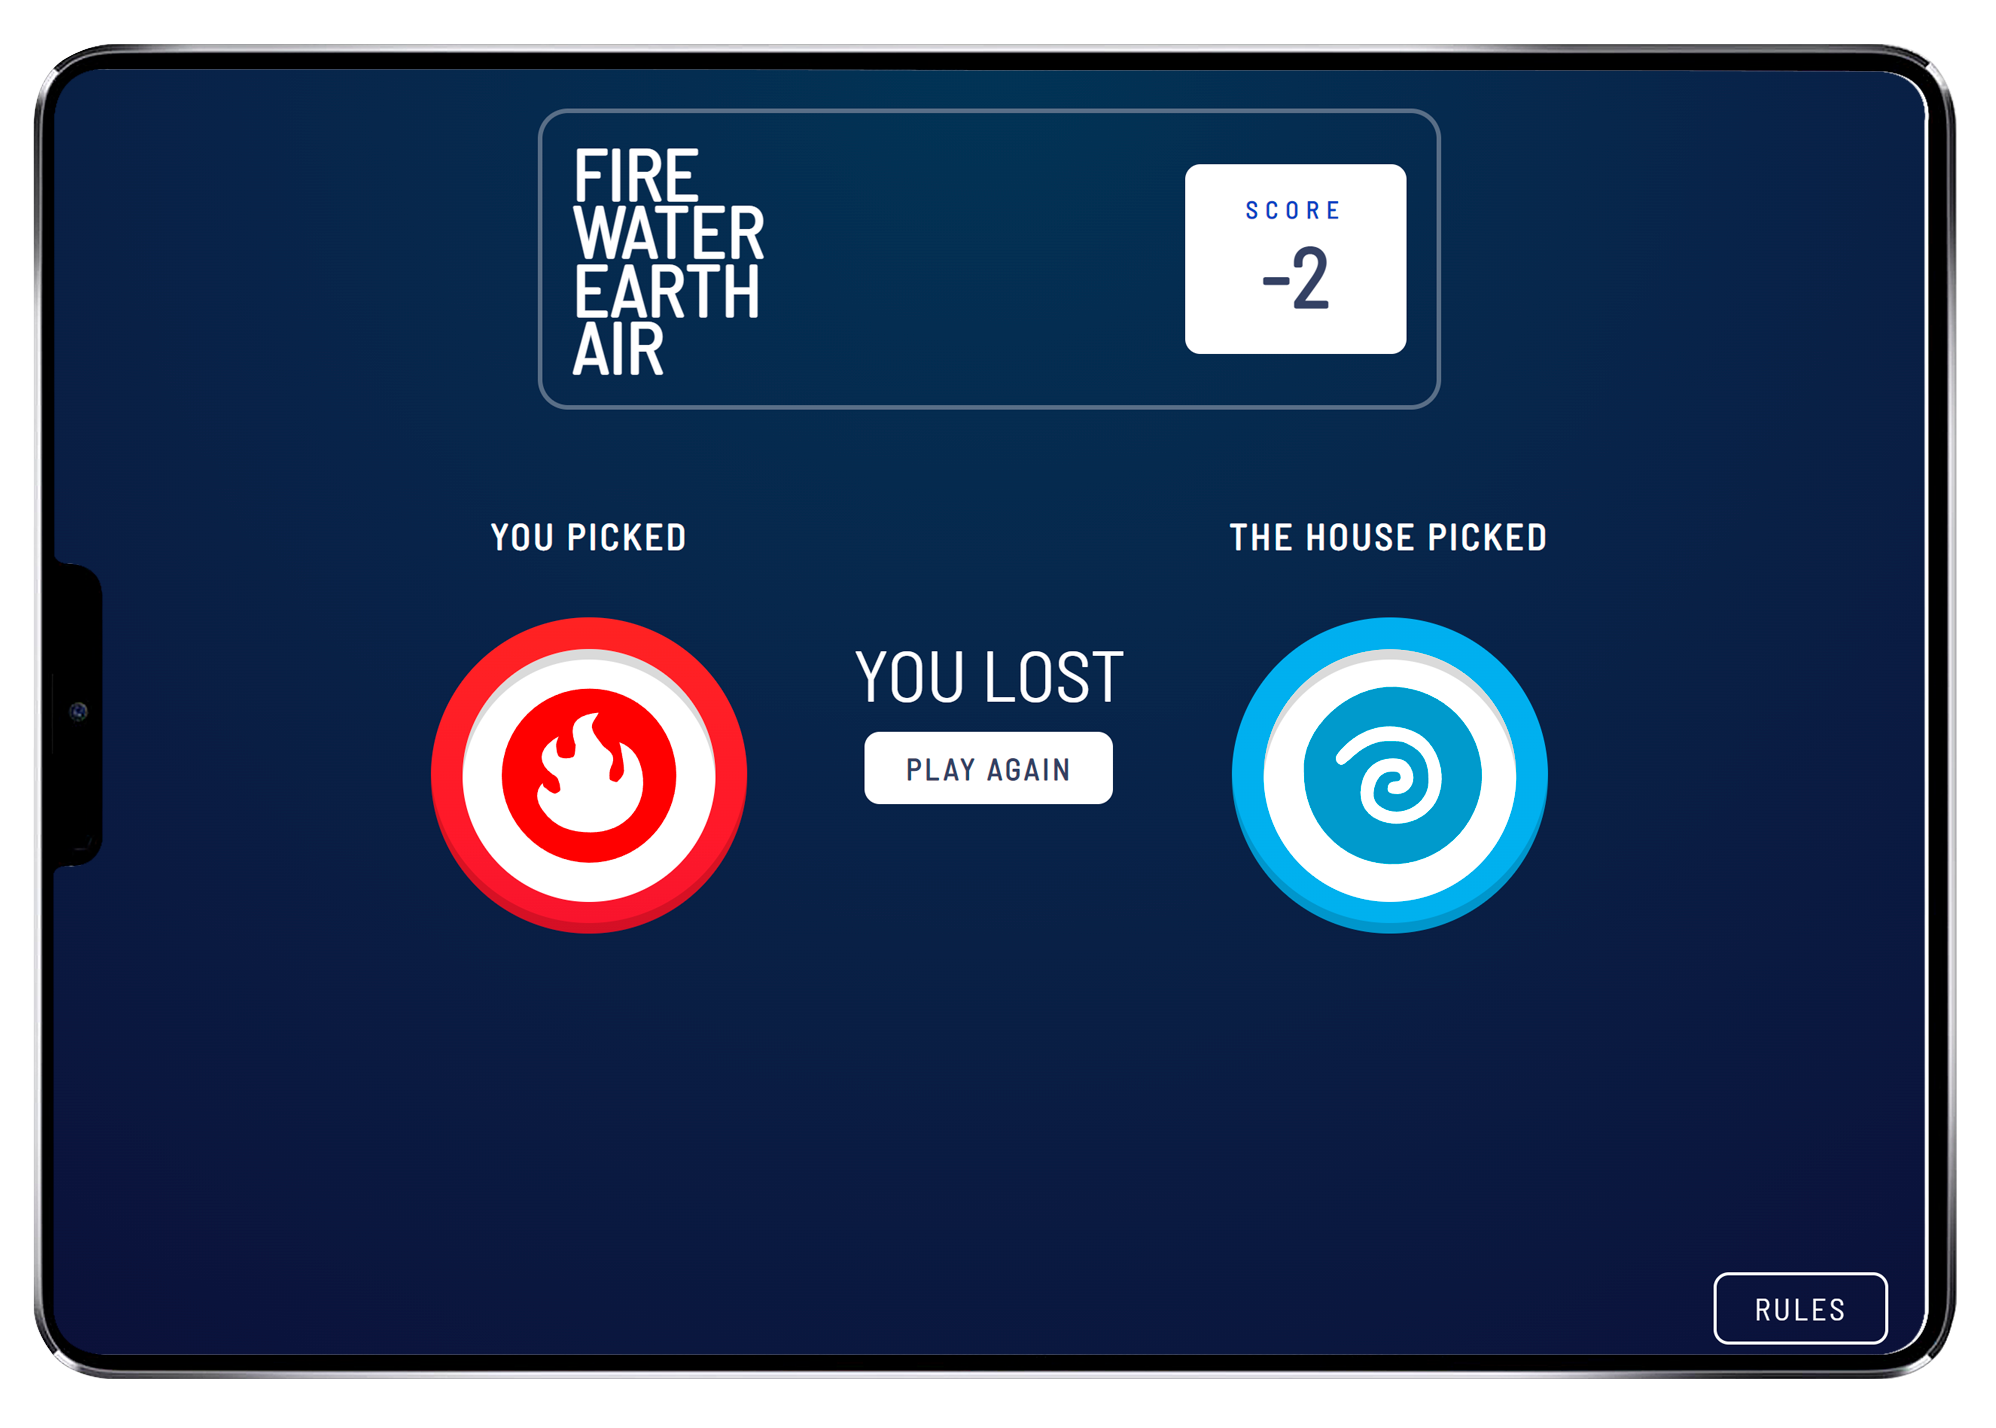 FIRE
WATER
EARTH
AIR
SCORE
-2
YOU PICKED
THE HOUSE PICKED
YOU LOST
PLAY AGAIN
RULES